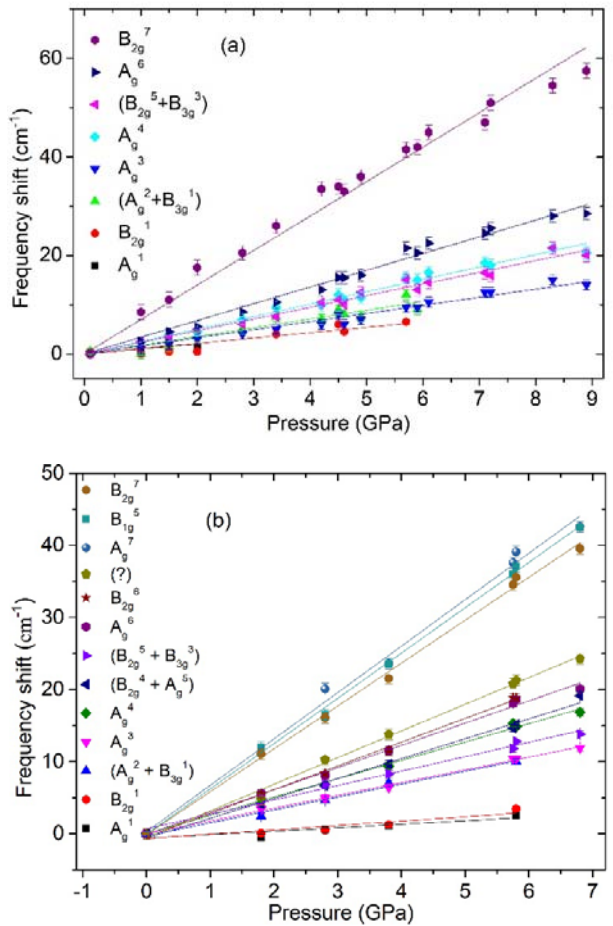 (a)
B2g7
Ag6
(B2g5+B3g3)
Ag4
Ag3
(Ag2+B3g1)
B2g1
Ag1
60
40
20
0
Frequency shift (cm-1)
0 1 2 3 4 5 6 7 8 9
Pressure (GPa)
(b)
B2g7
B1g5
Ag7
(?)
B2g6
Ag6
(B2g5 + B3g3)
(B2g4 + Ag5)
Ag4
Ag3
(Ag2 + B3g1)
B2g1
Ag1
50
40
30
20
10
0
Frequency shift (cm-1)
-1 0 1 2 3 4 5 6 7
Pressure (GPa)